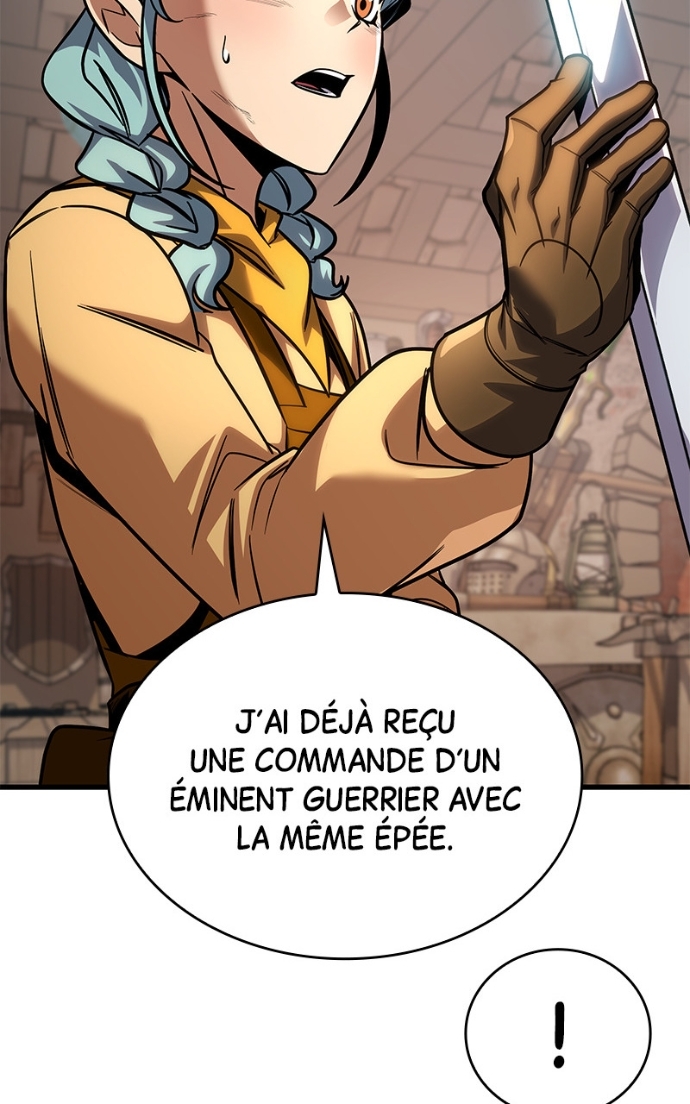 J'AI DÉJÀ REÇU
UNE COMMANDE D'UN
ÉMINENT GUERRIER AVEC
LA MÊME ÉPÉE.
!